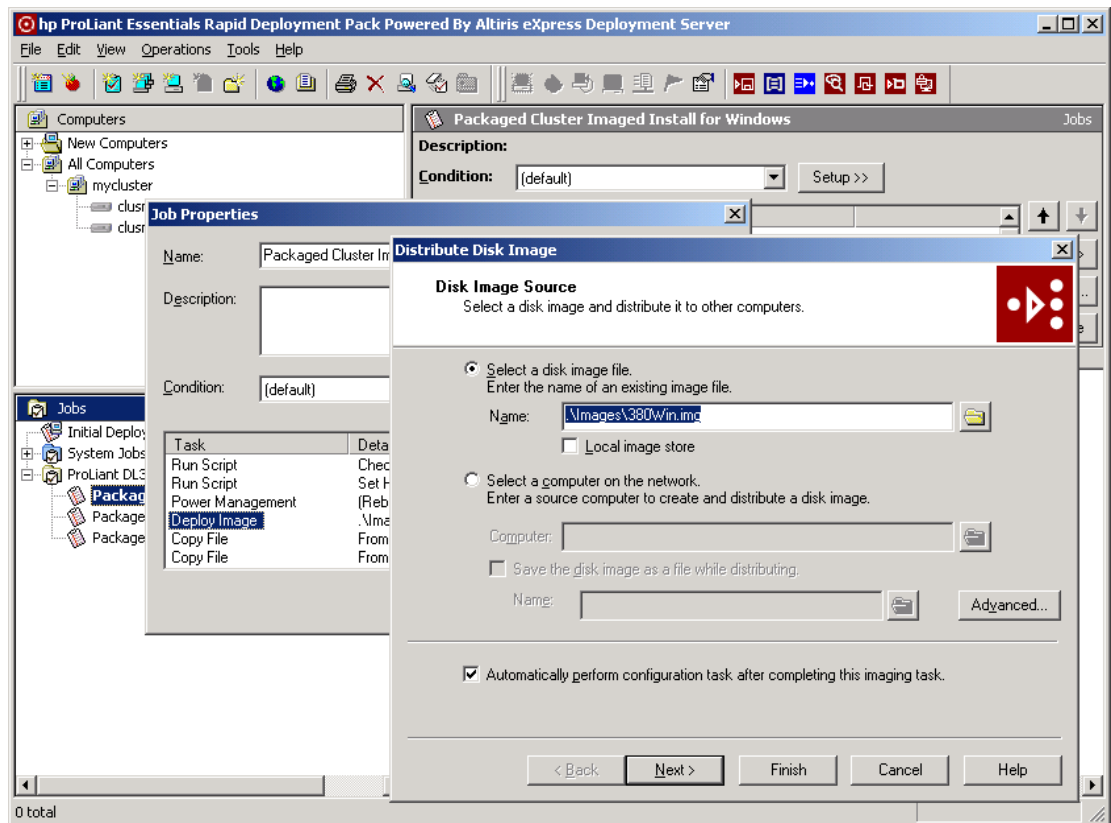 hp ProLiant Essentials Rapid Deployment Pack Powered By Altiris eXpress Deployment Server
File Edit View Operations Tools Help
Computers
New Computers
All Computers
mycluster
clusr
clusr
Packaged Cluster Imaged Install for Windows Jobs
Description:
Condition: (default) Setup >>
Jobs
Initial Deploy
System Jobs
ProLiant DL3
Packag
Package
Package
Job Properties
Name: Packaged Cluster Im
Description:
Condition: (default)
Task Deta
Run Script Chec
Run Script Set H
Power Management (Reb
Deploy Image .\Ima
Copy File From
Copy File From
Distribute Disk Image
Disk Image Source
Select a disk image and distribute it to other computers.
Select a disk image file.
Enter the name of an existing image file.
Name: .\Images\380Win.img
Local image store
Select a computer on the network.
Enter a source computer to create and distribute a disk image.
Computer:
Save the disk image as a file while distributing.
Name: Advanced...
Automatically perform configuration task after completing this imaging task.
< Back Next > Finish Cancel Help
0 total